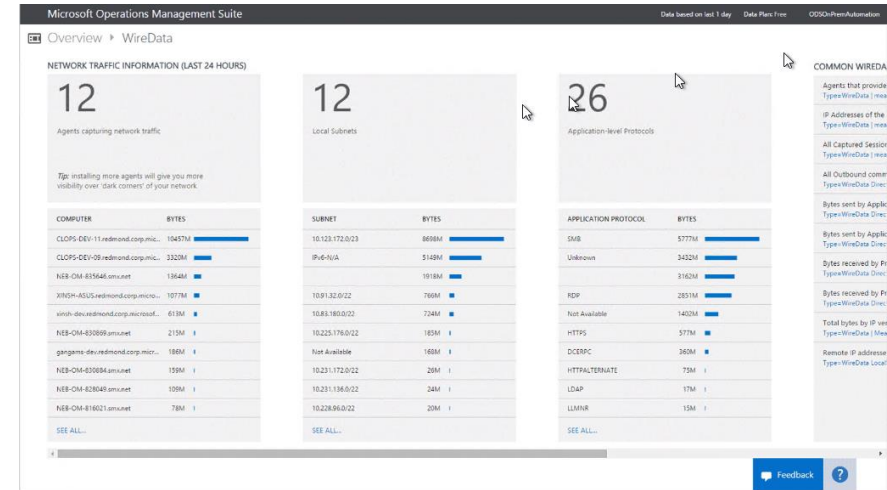 Microsoft Operations Management Suite
Data based on last 1 day Data Plan: Free ODSOnPremAutomation
Overview ▸ WireData
NETWORK TRAFFIC INFORMATION (LAST 24 HOURS)
12
Agents capturing network traffic
Tip: installing more agents will give you more
visibility over 'dark corners' of your network
COMPUTER BYTES
CLOPS-DEV-11.redmond.corp.mic... 10457M
CLOPS-DEV-09.redmond.corp.mic... 3320M
NEB-OM-835646.smx.net 1364M
XINSH-ASUS.redmond.corp.micro... 1077M
xinsh-dev.redmond.corp.microsof... 613M
NEB-OM-830869.smx.net 215M
gangams-dev.redmond.corp.micr... 186M
NEB-OM-830884.smx.net 159M
NEB-OM-828049.smx.net 109M
NEB-OM-816021.smx.net 78M
SEE ALL...
12
Local Subnets
SUBNET BYTES
10.123.172.0/23 8698M
IPv6-N/A 5149M
1918M
10.91.32.0/22 766M
10.83.180.0/22 724M
10.225.176.0/22 185M
Not Available 168M
10.231.172.0/22 26M
10.231.136.0/22 24M
10.228.96.0/22 20M
SEE ALL...
26
Application-level Protocols
APPLICATION PROTOCOL BYTES
SMB 5777M
Unknown 3432M
3162M
RDP 2851M
Not Available 1402M
HTTPS 577M
DCERPC 360M
HTTPALTERNATE 75M
LDAP 17M
LLMNR 15M
SEE ALL...
COMMON WIREDA
Agents that provide
Type=WireData | mea
IP Addresses of the
Type=WireData | mea
All Captured Session
Type=WireData | mea
All Outbound comm
Type=WireData Direc
Bytes sent by Applic
Type=WireData Direc
Bytes sent by Applic
Type=WireData Direc
Bytes received by Pr
Type=WireData Direc
Bytes received by Pr
Type=WireData Direc
Total bytes by IP ver
Type=WireData | Mea
Remote IP addresse
Type=WireData Local
Feedback ?